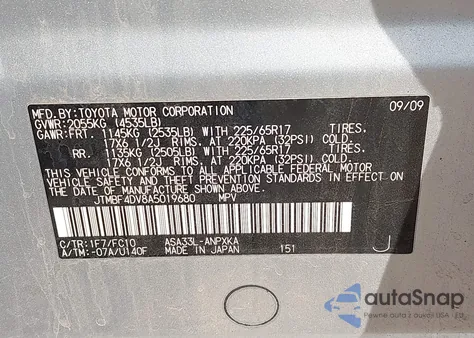 MFD.BY:TOYOTA MOTOR CORPORATION 09/09
GVWR:2055KG (4535LB)
GAWR:FRT. 1145KG (2535LB) WITH 225/65R17 TIRES.
17X6 1/2J RIMS. AT 220KPA (32PSI) COLD.
RR. 1135KG (2505LB) WITH 225/65R17 TIRES.
17X6 1/2J RIMS. AT 220KPA (32PSI) COLD.
THIS VEHICLE CONFORMS TO ALL APPLICABLE FEDERAL MOTOR
VEHICLE SAFETY STANDARDS IN EFFECT ON THE DATE OF
MANUFACTURE SHOWN ABOVE.
JTMBF4DV8A5019680 MPV
C/TR:1F7/FC10 ASA33L-ANPXKA
A/TM:-07A/U140F MADE IN JAPAN 151 J
autoSnap
Pewne auta z aukcji USA